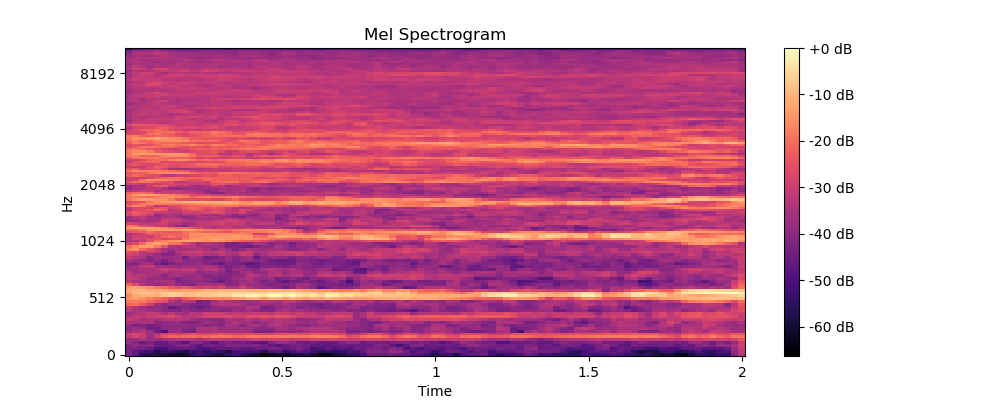 Mel Spectrogram
Hz
8192
4096
2048
1024
512
0
0
0.5
1
1.5
2
Time
+0 dB
-10 dB
-20 dB
-30 dB
-40 dB
-50 dB
-60 dB